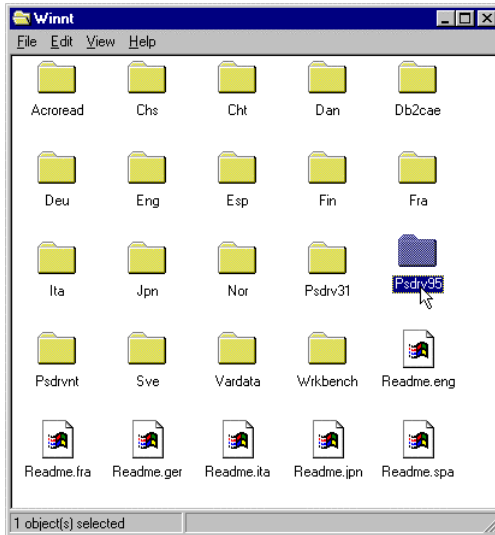 Winnt
File Edit View Help
Acroread Chs Cht Dan Db2cae
Deu Eng Esp Fin Fra
Ita Jpn Nor Psdrv31 Psdrv95
Psdrvnt Sve Vardata Wrkbench Readme.eng
Readme.fra Readme.ger Readme.ita Readme.jpn Readme.spa
1 object(s) selected